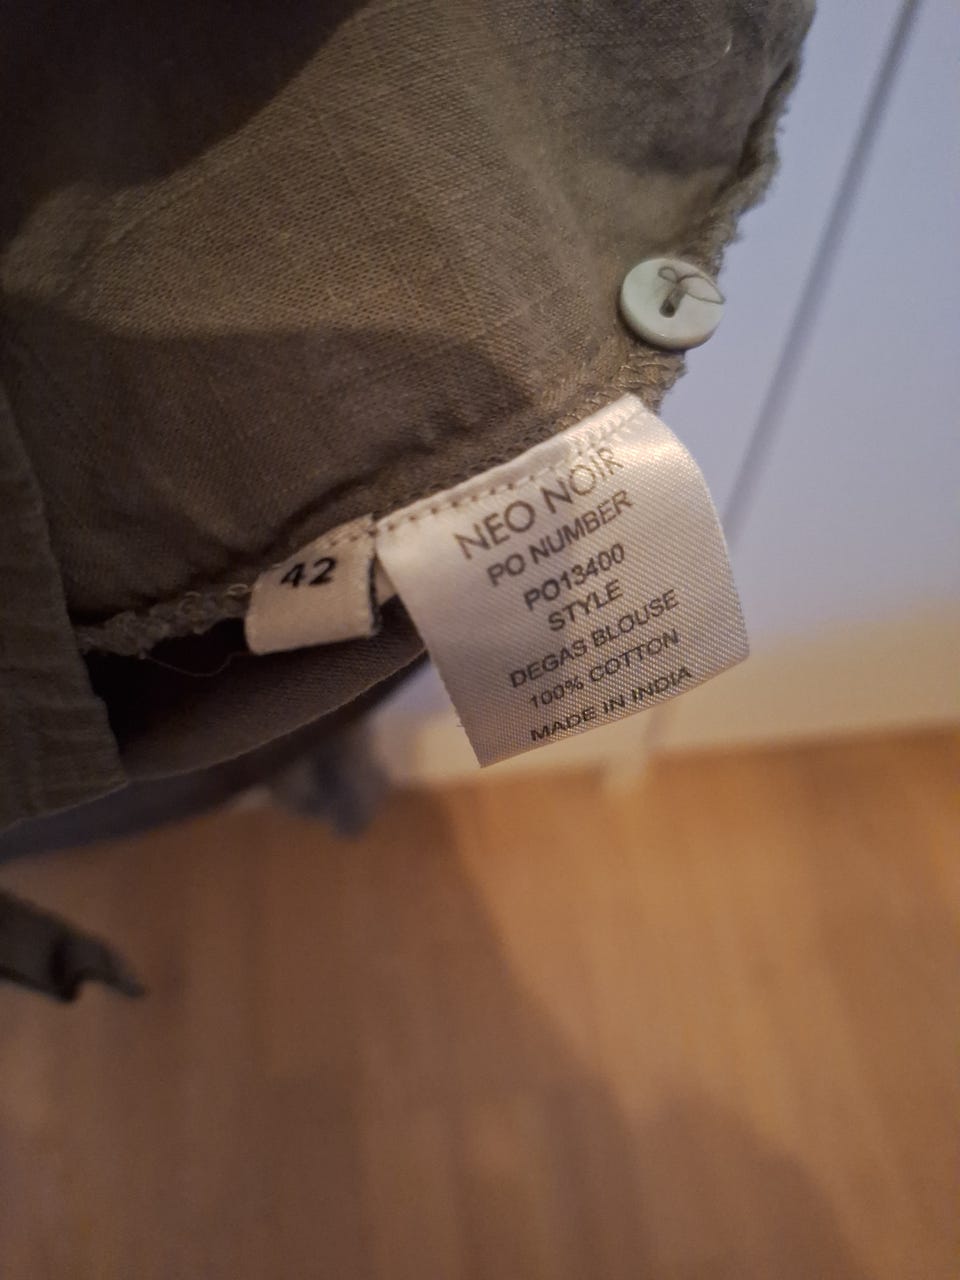 42
NEO NOIR
PO NUMBER
PO13400
STYLE
DEGAS BLOUSE
100% COTTON
MADE IN INDIA